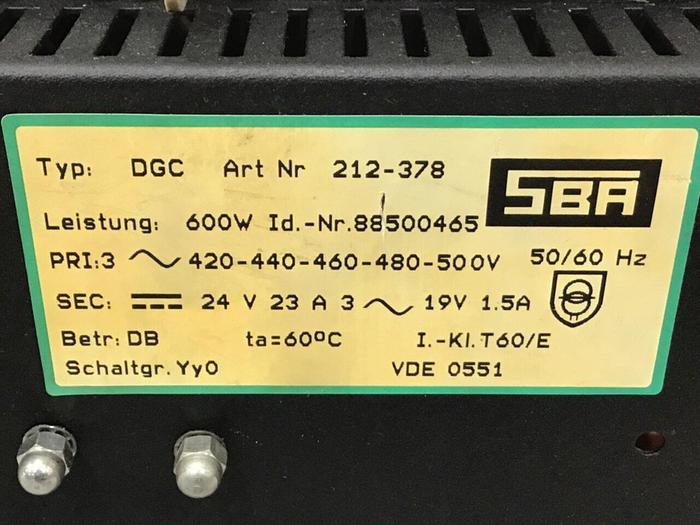 Typ: DGC Art Nr 212-378
SBA
Leistung: 600W Id.-Nr.88500465
PRI:3 ~ 420-440-460-480-500V 50/60 Hz
SEC: ⎓ 24 V 23 A 3 ~ 19V 1.5A
Betr: DB ta=60ºC I.-Kl.T60/E
Schaltgr. Yy0 VDE 0551